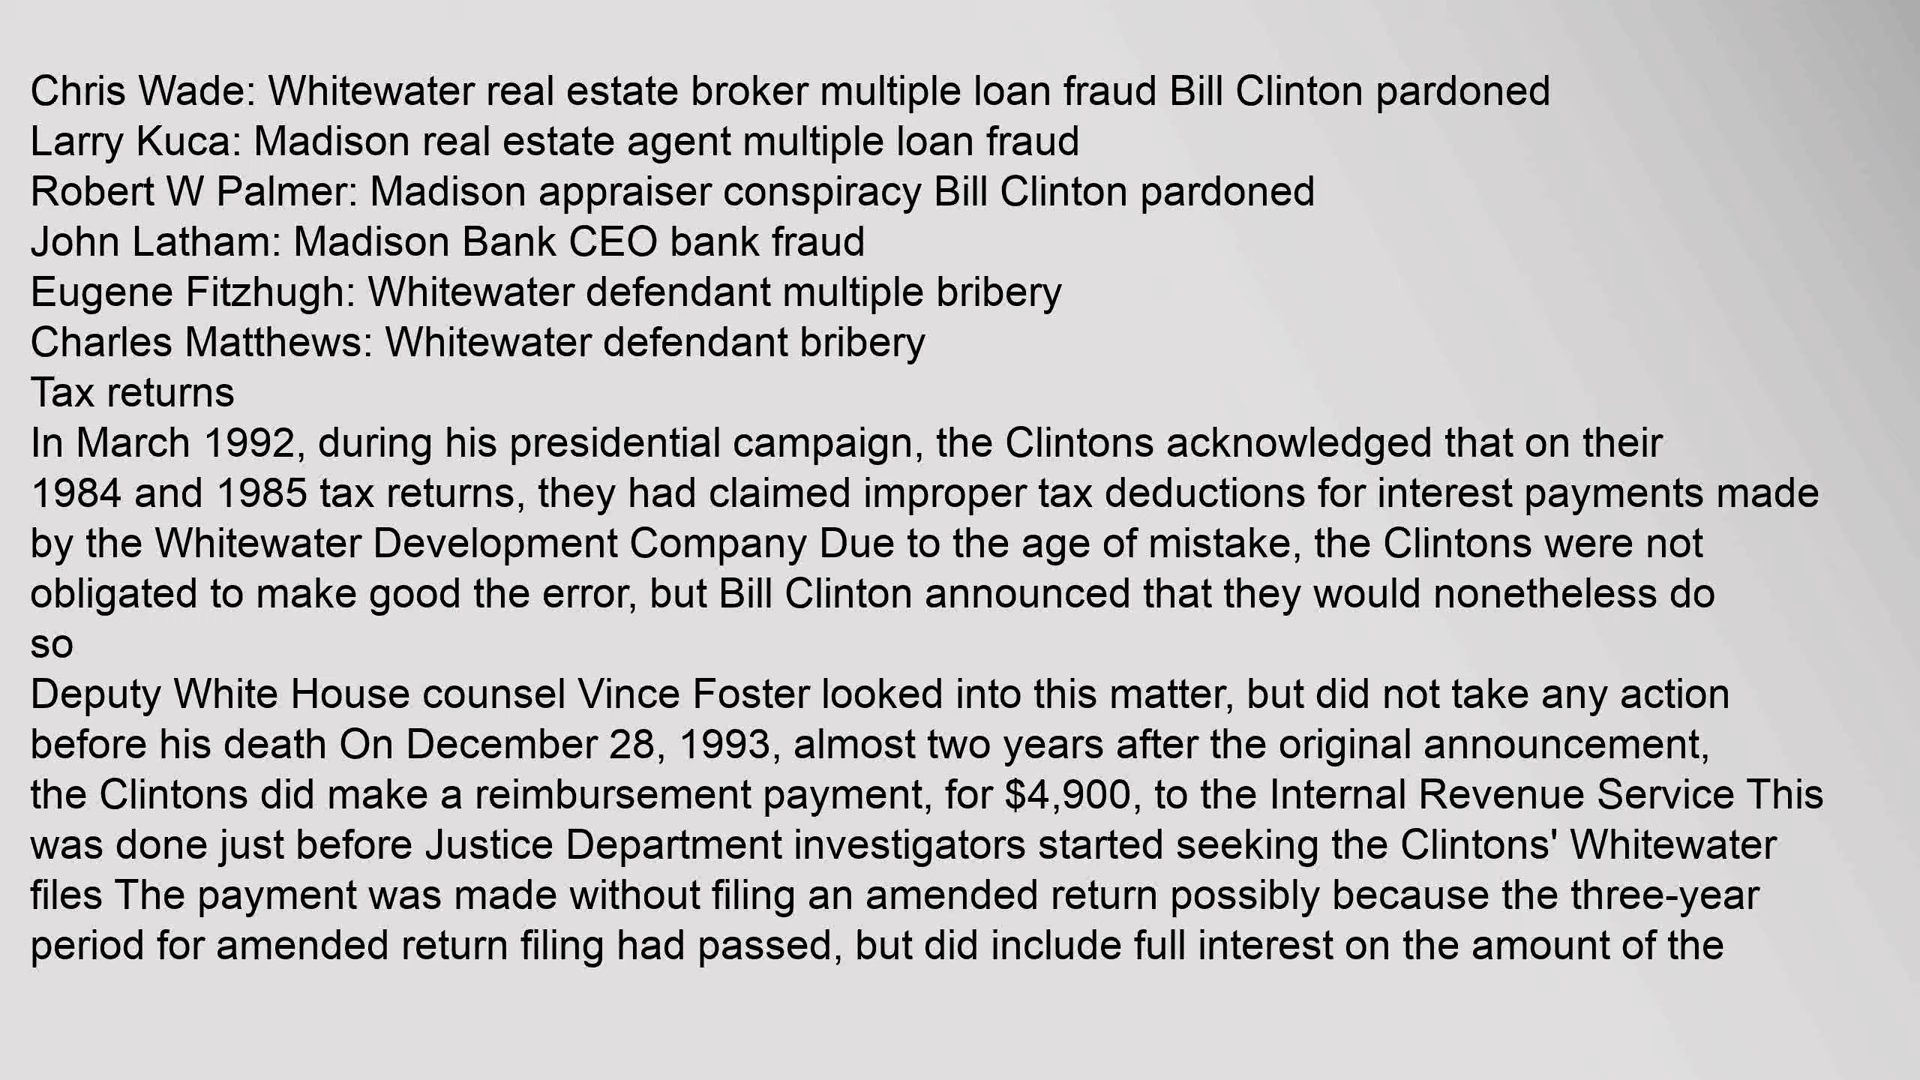 Chris Wade: Whitewater real estate broker multiple loan fraud Bill Clinton pardoned
Larry Kuca: Madison real estate agent multiple loan fraud
Robert W Palmer: Madison appraiser conspiracy Bill Clinton pardoned
John Latham: Madison Bank CEO bank fraud
Eugene Fitzhugh: Whitewater defendant multiple bribery
Charles Matthews: Whitewater defendant bribery
Tax returns
In March 1992, during his presidential campaign, the Clintons acknowledged that on their
1984 and 1985 tax returns, they had claimed improper tax deductions for interest payments made
by the Whitewater Development Company Due to the age of mistake, the Clintons were not
obligated to make good the error, but Bill Clinton announced that they would nonetheless do
so
Deputy White House counsel Vince Foster looked into this matter, but did not take any action
before his death On December 28, 1993, almost two years after the original announcement,
the Clintons did make a reimbursement payment, for $4,900, to the Internal Revenue Service This
was done just before Justice Department investigators started seeking the Clintons' Whitewater
files The payment was made without filing an amended return possibly because the three-year
period for amended return filing had passed, but did include full interest on the amount of the